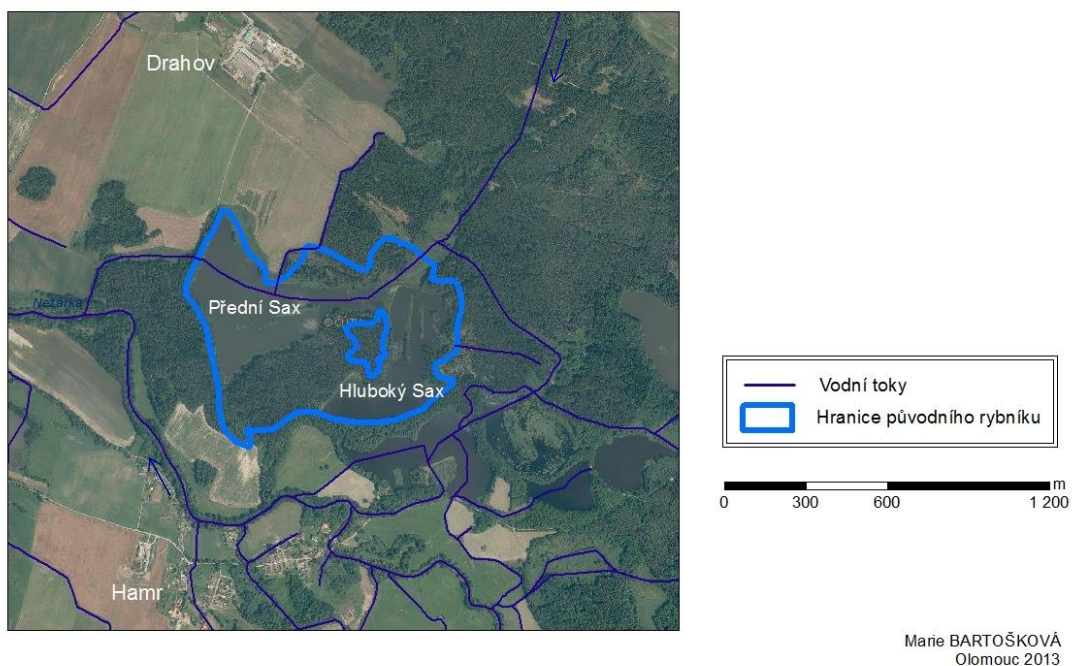 Drahov
Nežárka
Přední Sax
Hluboký Sax
Hamr
Vodní toky
Hranice původního rybníku
0 300 600 1 200 m
Marie BARTOŠKOVÁ
Olomouc 2013